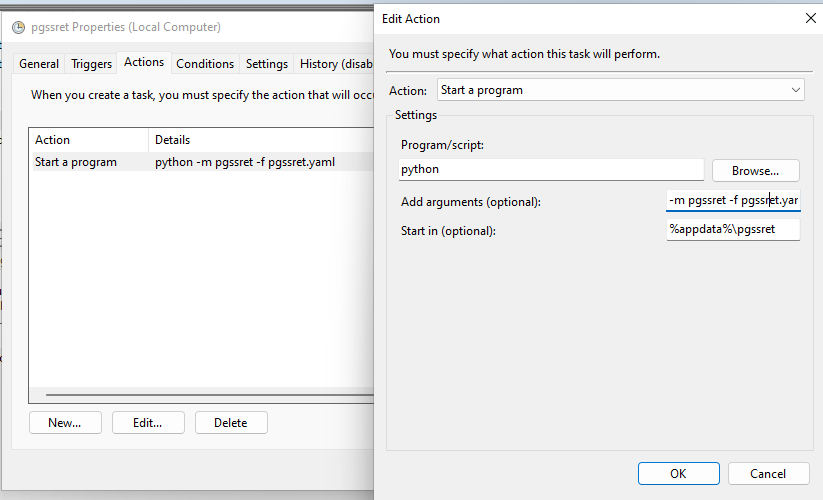 pgssret Properties (Local Computer)
General Triggers Actions Conditions Settings History (disab
When you create a task, you must specify the action that will occu
Action Details
Start a program python -m pgssret -f pgssret.yaml
New... Edit... Delete
Edit Action
You must specify what action this task will perform.
Action: Start a program
Settings
Program/script:
python Browse...
Add arguments (optional): -m pgssret -f pgssret.yar
Start in (optional): %appdata%\pgssret
OK Cancel